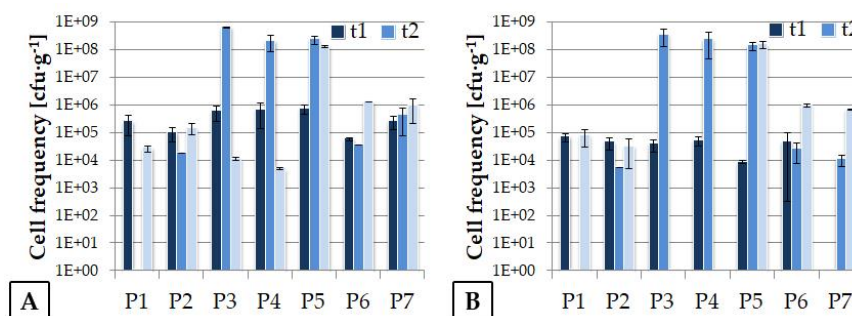 Cell frequency [cfu·g⁻¹]
1E+09
1E+08
1E+07
1E+06
1E+05
1E+04
1E+03
1E+02
1E+01
1E+00
t1 t2
P1 P2 P3 P4 P5 P6 P7
A
Cell frequency [cfu·g⁻¹]
1E+09
1E+08
1E+07
1E+06
1E+05
1E+04
1E+03
1E+02
1E+01
1E+00
t1 t2
P1 P2 P3 P4 P5 P6 P7
B